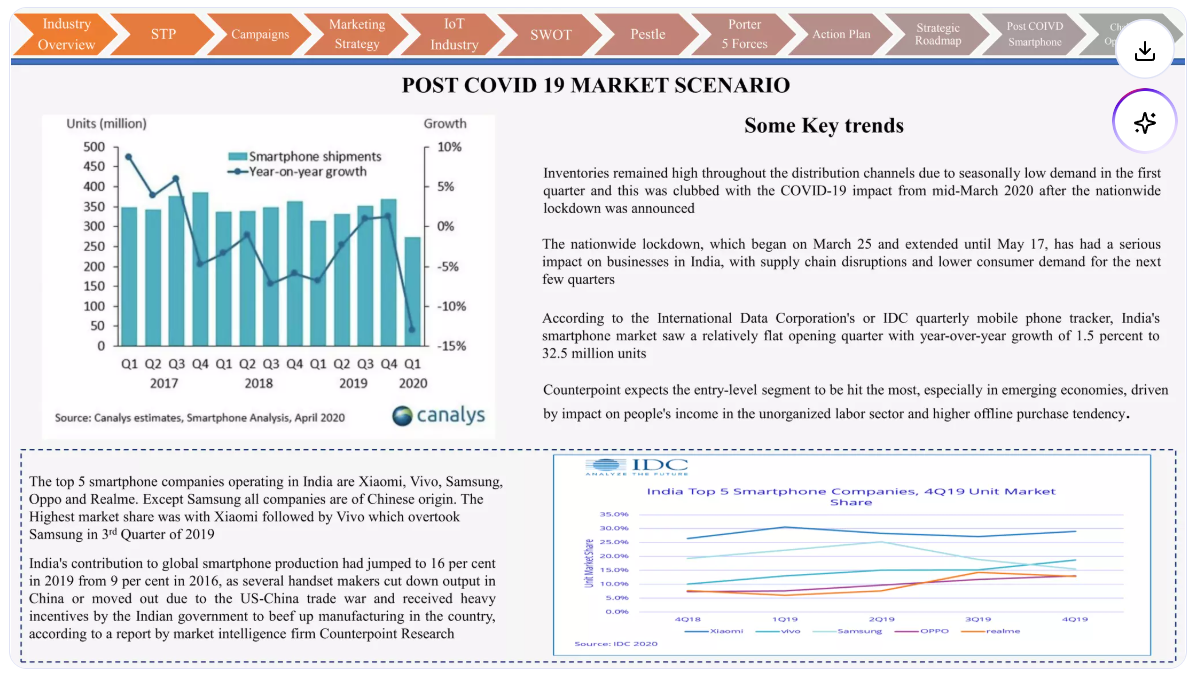 Industry
Overview
STP
Campaigns
Marketing
Strategy
IoT
Industry
SWOT
Pestle
Porter
5 Forces
Action Plan
Strategic
Roadmap
Post COIVD
Smartphone
POST COVID 19 MARKET SCENARIO
Units (million)
Growth
500
450
400
350
300
250
200
150
100
50
0
10%
5%
0%
-5%
-10%
-15%
Smartphone shipments
Year-on-year growth
Q1 Q2 Q3 Q4 Q1 Q2 Q3 Q4 Q1 Q2 Q3 Q4 Q1
2017 2018 2019 2020
Source: Canalys estimates, Smartphone Analysis, April 2020
canalys
Some Key trends
Inventories remained high throughout the distribution channels due to seasonally low demand in the first
quarter and this was clubbed with the COVID-19 impact from mid-March 2020 after the nationwide
lockdown was announced
The nationwide lockdown, which began on March 25 and extended until May 17, has had a serious
impact on businesses in India, with supply chain disruptions and lower consumer demand for the next
few quarters
According to the International Data Corporation's or IDC quarterly mobile phone tracker, India's
smartphone market saw a relatively flat opening quarter with year-over-year growth of 1.5 percent to
32.5 million units
Counterpoint expects the entry-level segment to be hit the most, especially in emerging economies, driven
by impact on people's income in the unorganized labor sector and higher offline purchase tendency.
The top 5 smartphone companies operating in India are Xiaomi, Vivo, Samsung,
Oppo and Realme. Except Samsung all companies are of Chinese origin. The
Highest market share was with Xiaomi followed by Vivo which overtook
Samsung in 3rd Quarter of 2019
India's contribution to global smartphone production had jumped to 16 per cent
in 2019 from 9 per cent in 2016, as several handset makers cut down output in
China or moved out due to the US-China trade war and received heavy
incentives by the Indian government to beef up manufacturing in the country,
according to a report by market intelligence firm Counterpoint Research
IDC
ANALYZE THE FUTURE
India Top 5 Smartphone Companies, 4Q19 Unit Market
Share
Unit Market Share
35.0%
30.0%
25.0%
20.0%
15.0%
10.0%
5.0%
0.0%
4Q18 1Q19 2Q19 3Q19 4Q19
Xiaomi vivo Samsung OPPO realme
Source: IDC 2020